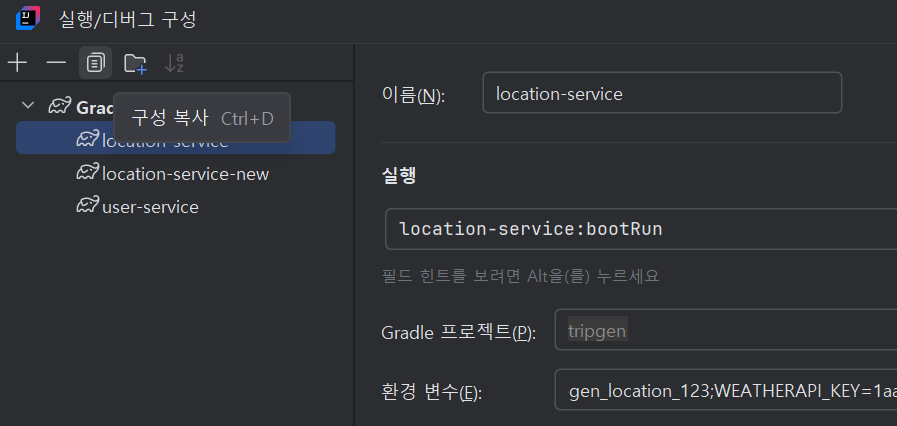 실행/디버그 구성
이름(N):
location-service
구성 복사 Ctrl+D
Grad
location-service
location-service-new
user-service
실행
location-service:bootRun
필드 힌트를 보려면 Alt을(를) 누르세요
Gradle 프로젝트(P):
tripgen
환경 변수(E):
gen_location_123;WEATHERAPI_KEY=1aa